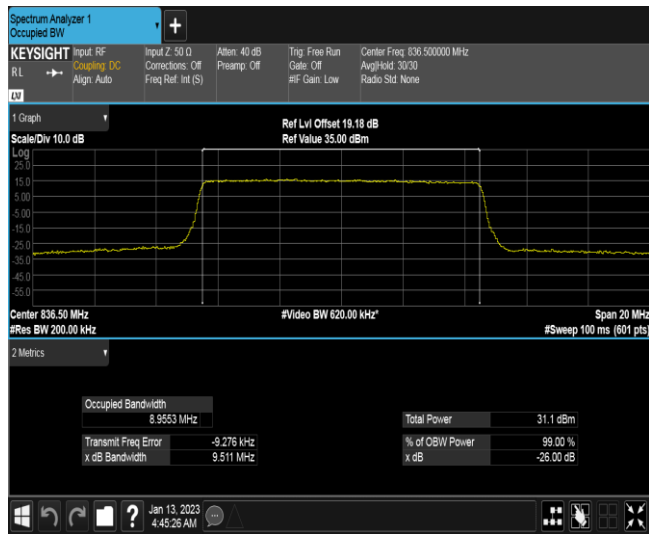 Spectrum Analyzer 1
Occupied BW
+
KEYSIGHT
RL
LXI
Input: RF
Coupling: DC
Align: Auto
Input Z: 50 Ω
Corrections: Off
Freq Ref: Int (S)
Atten: 40 dB
Preamp: Off
Trig: Free Run
Gate: Off
#IF Gain: Low
Center Freq: 836.500000 MHz
Avg|Hold: 30/30
Radio Std: None
1 Graph
Scale/Div 10.0 dB
Ref Lvl Offset 19.18 dB
Ref Value 35.00 dBm
Log
25.0
15.0
5.00
-5.00
-15.0
-25.0
-35.0
-45.0
-55.0
Center 836.50 MHz
#Res BW 200.00 kHz
#Video BW 620.00 kHz*
Span 20 MHz
#Sweep 100 ms (601 pts)
2 Metrics
Occupied Bandwidth
8.9553 MHz
Transmit Freq Error -9.276 kHz
x dB Bandwidth 9.511 MHz
Total Power 31.1 dBm
% of OBW Power 99.00 %
x dB -26.00 dB
?
Jan 13, 2023
4:45:26 AM